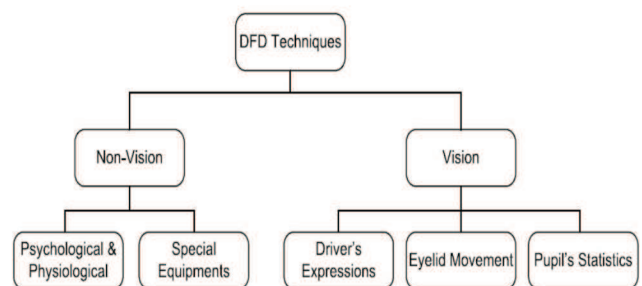 DFD Techniques
Non-Vision
Vision
Psychological &
Physiological
Special
Equipments
Driver's
Expressions
Eyelid Movement
Pupil's Statistics